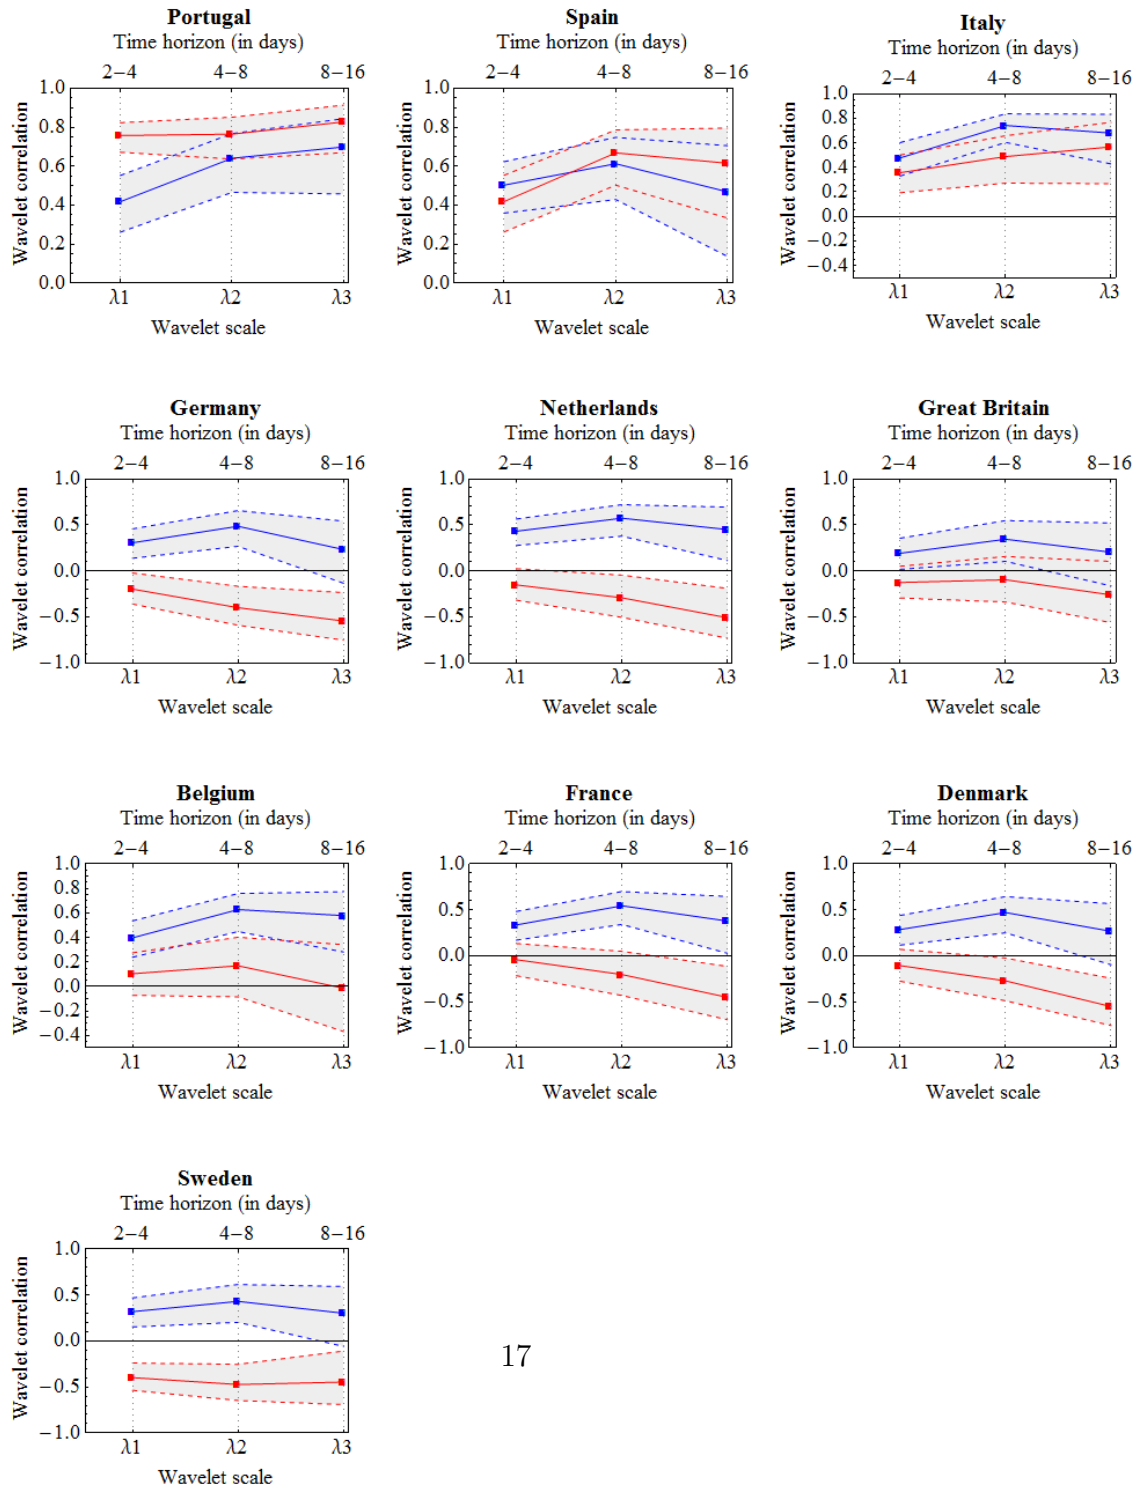 Portugal
Time horizon (in days)
2−4 4−8 8−16
1.0
0.8
0.6
0.4
0.2
0.0
Wavelet correlation
λ1 λ2 λ3
Wavelet scale
Spain
Time horizon (in days)
2−4 4−8 8−16
1.0
0.8
0.6
0.4
0.2
0.0
Wavelet correlation
λ1 λ2 λ3
Wavelet scale
Italy
Time horizon (in days)
2−4 4−8 8−16
1.0
0.8
0.6
0.4
0.2
0.0
−0.2
−0.4
Wavelet correlation
λ1 λ2 λ3
Wavelet scale
Germany
Time horizon (in days)
2−4 4−8 8−16
1.0
0.5
0.0
−0.5
−1.0
Wavelet correlation
λ1 λ2 λ3
Wavelet scale
Netherlands
Time horizon (in days)
2−4 4−8 8−16
1.0
0.5
0.0
−0.5
−1.0
Wavelet correlation
λ1 λ2 λ3
Wavelet scale
Great Britain
Time horizon (in days)
2−4 4−8 8−16
1.0
0.5
0.0
−0.5
−1.0
Wavelet correlation
λ1 λ2 λ3
Wavelet scale
Belgium
Time horizon (in days)
2−4 4−8 8−16
1.0
0.8
0.6
0.4
0.2
0.0
−0.2
−0.4
Wavelet correlation
λ1 λ2 λ3
Wavelet scale
France
Time horizon (in days)
2−4 4−8 8−16
1.0
0.5
0.0
−0.5
−1.0
Wavelet correlation
λ1 λ2 λ3
Wavelet scale
Denmark
Time horizon (in days)
2−4 4−8 8−16
1.0
0.5
0.0
−0.5
−1.0
Wavelet correlation
λ1 λ2 λ3
Wavelet scale
Sweden
Time horizon (in days)
2−4 4−8 8−16
1.0
0.5
0.0
−0.5
−1.0
Wavelet correlation
λ1 λ2 λ3
Wavelet scale
17